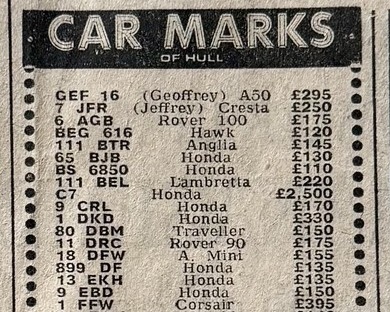 CAR MARKS
OF HULL
GEF 16 (Geoffrey) A50 £295
7 JFR (Jeffrey) Cresta £250
6 AGB Rover 100 £175
BEG 616 Hawk £120
111 BTR Anglia £145
65 BJB Honda £130
BS 6850 Honda £110
111 BEL Lambretta £220
C7 Honda £2,500
9 CRL Honda £170
1 DKD Honda £330
80 DBM Traveller £150
11 DRC Rover 90 £175
18 DFW A. Mini £155
899 DF Honda £135
13 EKH Honda £135
9 EBD Honda £150
1 FFW Corsair £395